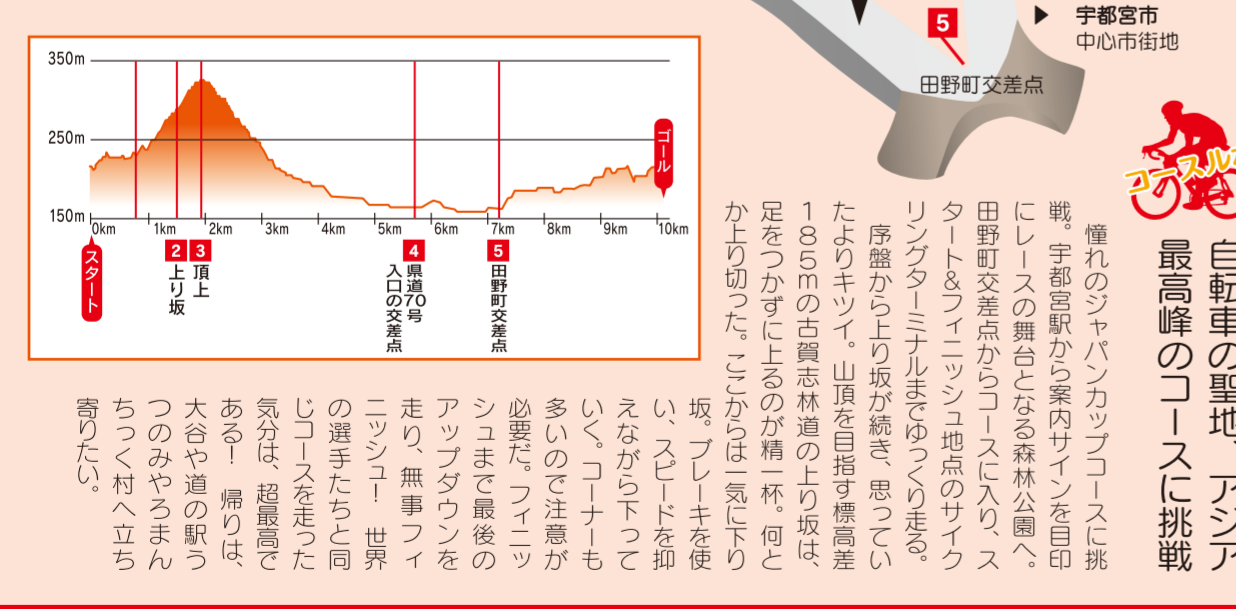 宇都宮市
中心市街地
5
田野町交差点
350m
250m
150m
0km
1km
2km
3km
4km
5km
6km
7km
8km
9km
10km
スタート
ゴール
2
上り坂
3
頂上
4
県道70号
入口の交差点
5
田野町交差点
コースル
自転車の聖地、アジア
最高峰のコースに挑戦
憧れのジャパンカップコースに挑
戦。宇都宮駅から案内サインを目印
にレースの舞台となる森林公園へ。
田野町交差点からコースに入り、ス
タート&フィニッシュ地点のサイク
リングターミナルまでゆっくり走る。
序盤から上り坂が続き、思ってい
たよりキツイ。山頂を目指す標高差
185mの古賀志林道の上り坂は、
足をつかずに上るのが精一杯。何と
か上り切った。ここからは一気に下り
坂。ブレーキを使
い、スピードを抑
えながら下って
いく。コーナーも
多いので注意が
必要だ。フィニッ
シュまで最後の
アップダウンを
走り、無事フィ
ニッシュ! 世界
の選手たちと同
じコースを走った
気分は、超最高で
ある! 帰りは、
大谷や道の駅う
つのみやろまん
ちっく村へ立ち
寄りたい。